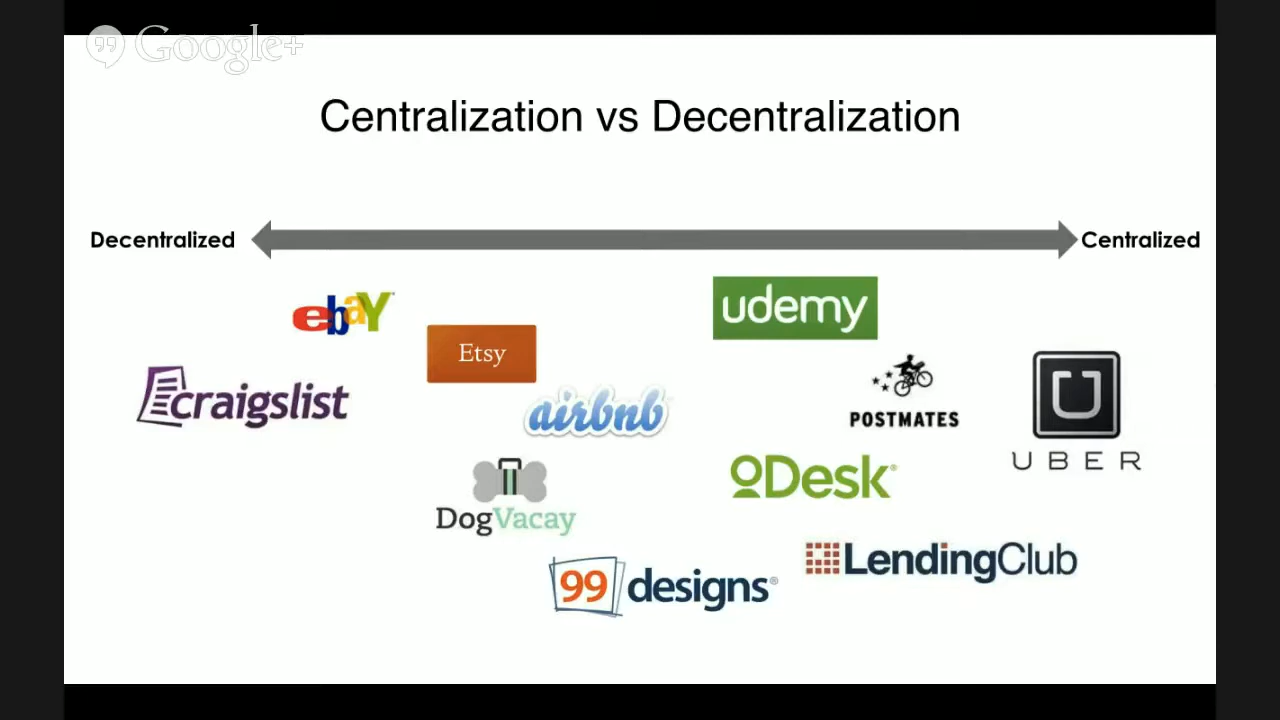 Google+
Centralization vs Decentralization
Decentralized
Centralized
ebaY
udemy
Etsy
craigslist
airbnb
POSTMATES
U
UBER
oDesk®
DogVacay
LendingClub
99designs®